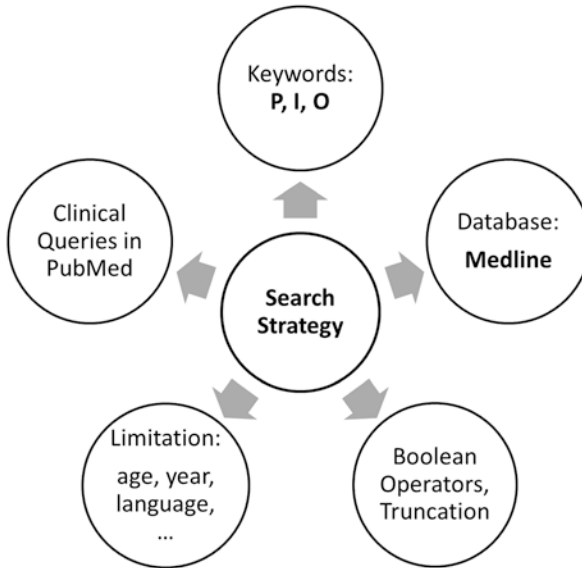 Keywords:
P, I, O
Clinical
Queries in
PubMed
Database:
Medline
Search
Strategy
Limitation:
age, year,
language,
...
Boolean
Operators,
Truncation